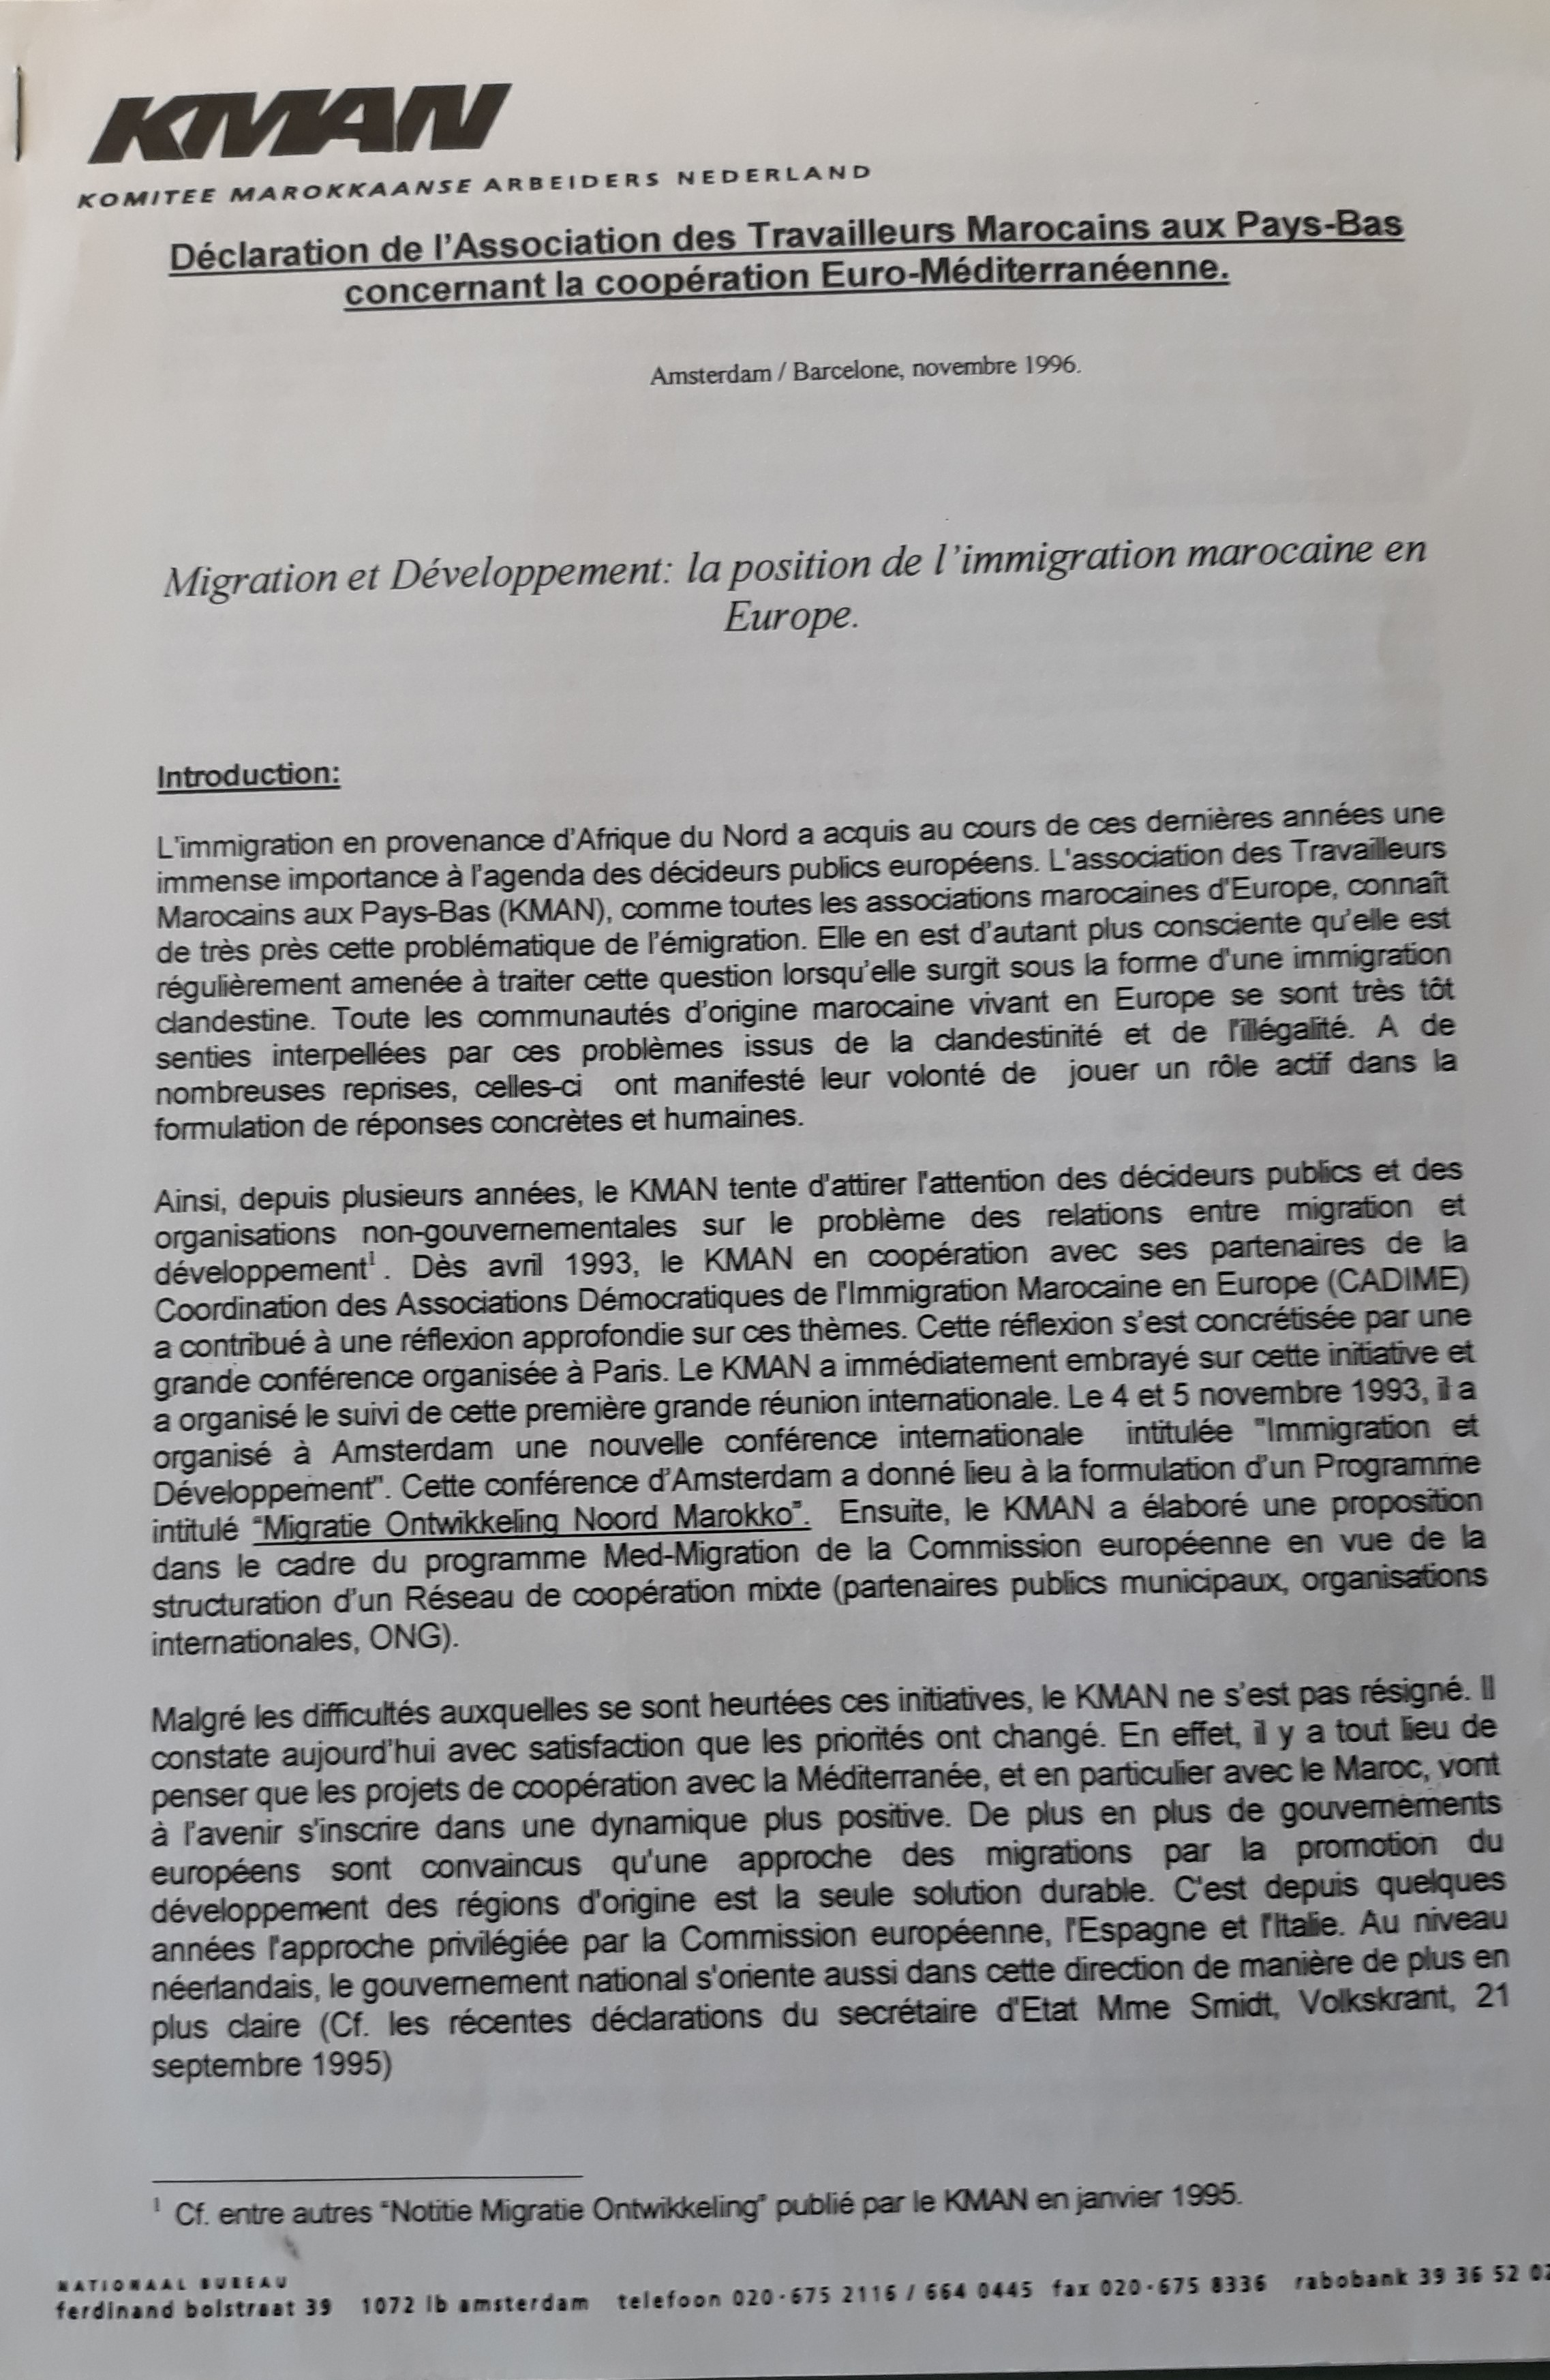 KMAN
KOMITEE MAROKKAANSE ARBEIDERS NEDERLAND
Déclaration de l'Association des Travailleurs Marocains aux Pays-Bas
concernant la coopération Euro-Méditerranéenne.
Amsterdam / Barcelone, novembre 1996.
Migration et Développement: la position de l'immigration marocaine en
Europe.
Introduction:
L'immigration en provenance d'Afrique du Nord a acquis au cours de ces dernières années une
immense importance à l'agenda des décideurs publics européens. L'association des Travailleurs
Marocains aux Pays-Bas (KMAN), comme toutes les associations marocaines d'Europe, connaît
de très près cette problématique de l'émigration. Elle en est d'autant plus consciente qu'elle est
régulièrement amenée à traiter cette question lorsqu'elle surgit sous la forme d'une immigration
clandestine. Toute les communautés d'origine marocaine vivant en Europe se sont très tôt
senties interpellées par ces problèmes issus de la clandestinité et de l'illégalité. A de
nombreuses reprises, celles-ci ont manifesté leur volonté de jouer un rôle actif dans la
formulation de réponses concrètes et humaines.
Ainsi, depuis plusieurs années, le KMAN tente d'attirer l'attention des décideurs publics et des
organisations non-gouvernementales sur le problème des relations entre migration et
développement¹. Dès avril 1993, le KMAN en coopération avec ses partenaires de la
Coordination des Associations Démocratiques de l'Immigration Marocaine en Europe (CADIME)
a contribué à une réflexion approfondie sur ces thèmes. Cette réflexion s'est concrétisée par une
grande conférence organisée à Paris. Le KMAN a immédiatement embrayé sur cette initiative et
a organisé le suivi de cette première grande réunion internationale. Le 4 et 5 novembre 1993, il a
organisé à Amsterdam une nouvelle conférence internationale intitulée "Immigration et
Développement". Cette conférence d'Amsterdam a donné lieu à la formulation d'un Programme
intitulé "Migratie Ontwikkeling Noord Marokko". Ensuite, le KMAN a élaboré une proposition
dans le cadre du programme Med-Migration de la Commission européenne en vue de la
structuration d'un Réseau de coopération mixte (partenaires publics municipaux, organisations
internationales, ONG).
Malgré les difficultés auxquelles se sont heurtées ces initiatives, le KMAN ne s'est pas résigné. Il
constate aujourd'hui avec satisfaction que les priorités ont changé. En effet, il y a tout lieu de
penser que les projets de coopération avec la Méditerranée, et en particulier avec le Maroc, vont
à l'avenir s'inscrire dans une dynamique plus positive. De plus en plus de gouvernements
européens sont convaincus qu'une approche des migrations par la promotion du
développement des régions d'origine est la seule solution durable. C'est depuis quelques
années l'approche privilégiée par la Commission européenne, l'Espagne et l'Italie. Au niveau
néerlandais, le gouvernement national s'oriente aussi dans cette direction de manière de plus en
plus claire (Cf. les récentes déclarations du secrétaire d'Etat Mme Smidt, Volkskrant, 21
septembre 1995)
¹ Cf. entre autres "Notitie Migratie Ontwikkeling" publié par le KMAN en janvier 1995.
NATIONAAL BUREAU
ferdinand bolstraat 39 1072 lb amsterdam telefoon 020-675 2116 / 664 0445 fax 020-675 8336 rabobank 39 36 52 02